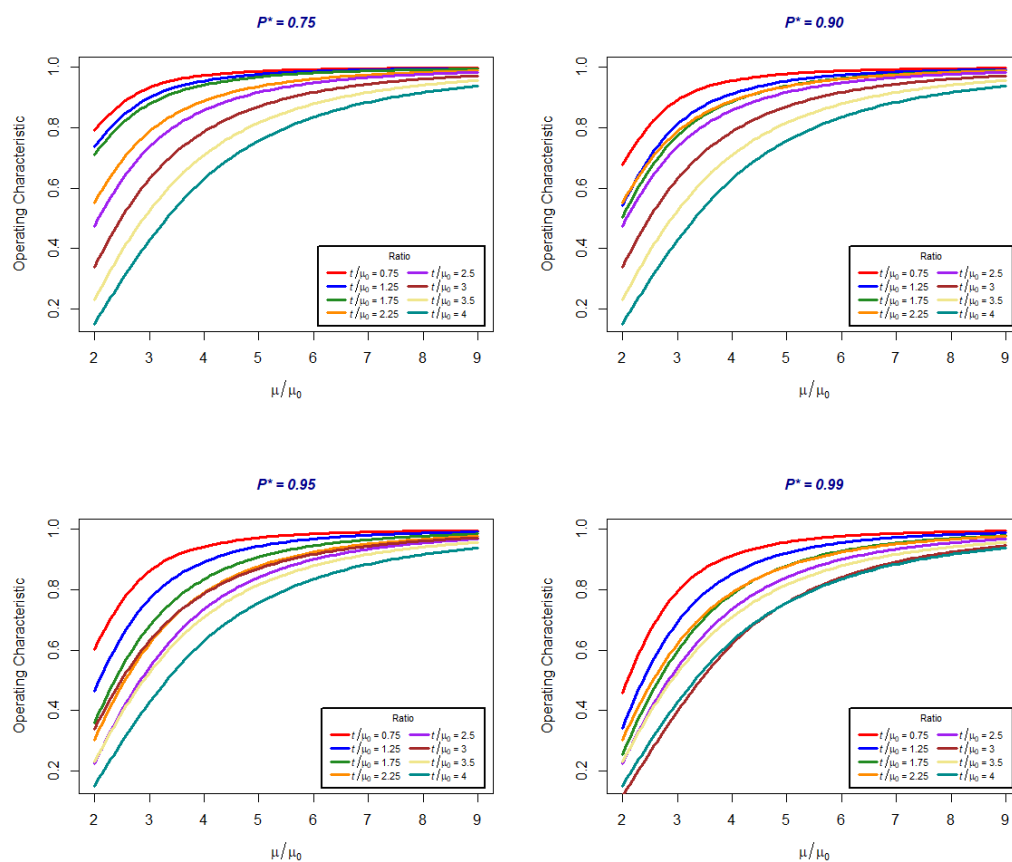 P* = 0.75
Operating Characteristic
1.0
0.8
0.6
0.4
0.2
Ratio
t/μ₀ = 0.75 t/μ₀ = 2.5
t/μ₀ = 1.25 t/μ₀ = 3
t/μ₀ = 1.75 t/μ₀ = 3.5
t/μ₀ = 2.25 t/μ₀ = 4
2 3 4 5 6 7 8 9
μ/μ₀
P* = 0.90
Operating Characteristic
1.0
0.8
0.6
0.4
0.2
Ratio
t/μ₀ = 0.75 t/μ₀ = 2.5
t/μ₀ = 1.25 t/μ₀ = 3
t/μ₀ = 1.75 t/μ₀ = 3.5
t/μ₀ = 2.25 t/μ₀ = 4
2 3 4 5 6 7 8 9
μ/μ₀
P* = 0.95
Operating Characteristic
1.0
0.8
0.6
0.4
0.2
Ratio
t/μ₀ = 0.75 t/μ₀ = 2.5
t/μ₀ = 1.25 t/μ₀ = 3
t/μ₀ = 1.75 t/μ₀ = 3.5
t/μ₀ = 2.25 t/μ₀ = 4
2 3 4 5 6 7 8 9
μ/μ₀
P* = 0.99
Operating Characteristic
1.0
0.8
0.6
0.4
0.2
Ratio
t/μ₀ = 0.75 t/μ₀ = 2.5
t/μ₀ = 1.25 t/μ₀ = 3
t/μ₀ = 1.75 t/μ₀ = 3.5
t/μ₀ = 2.25 t/μ₀ = 4
2 3 4 5 6 7 8 9
μ/μ₀